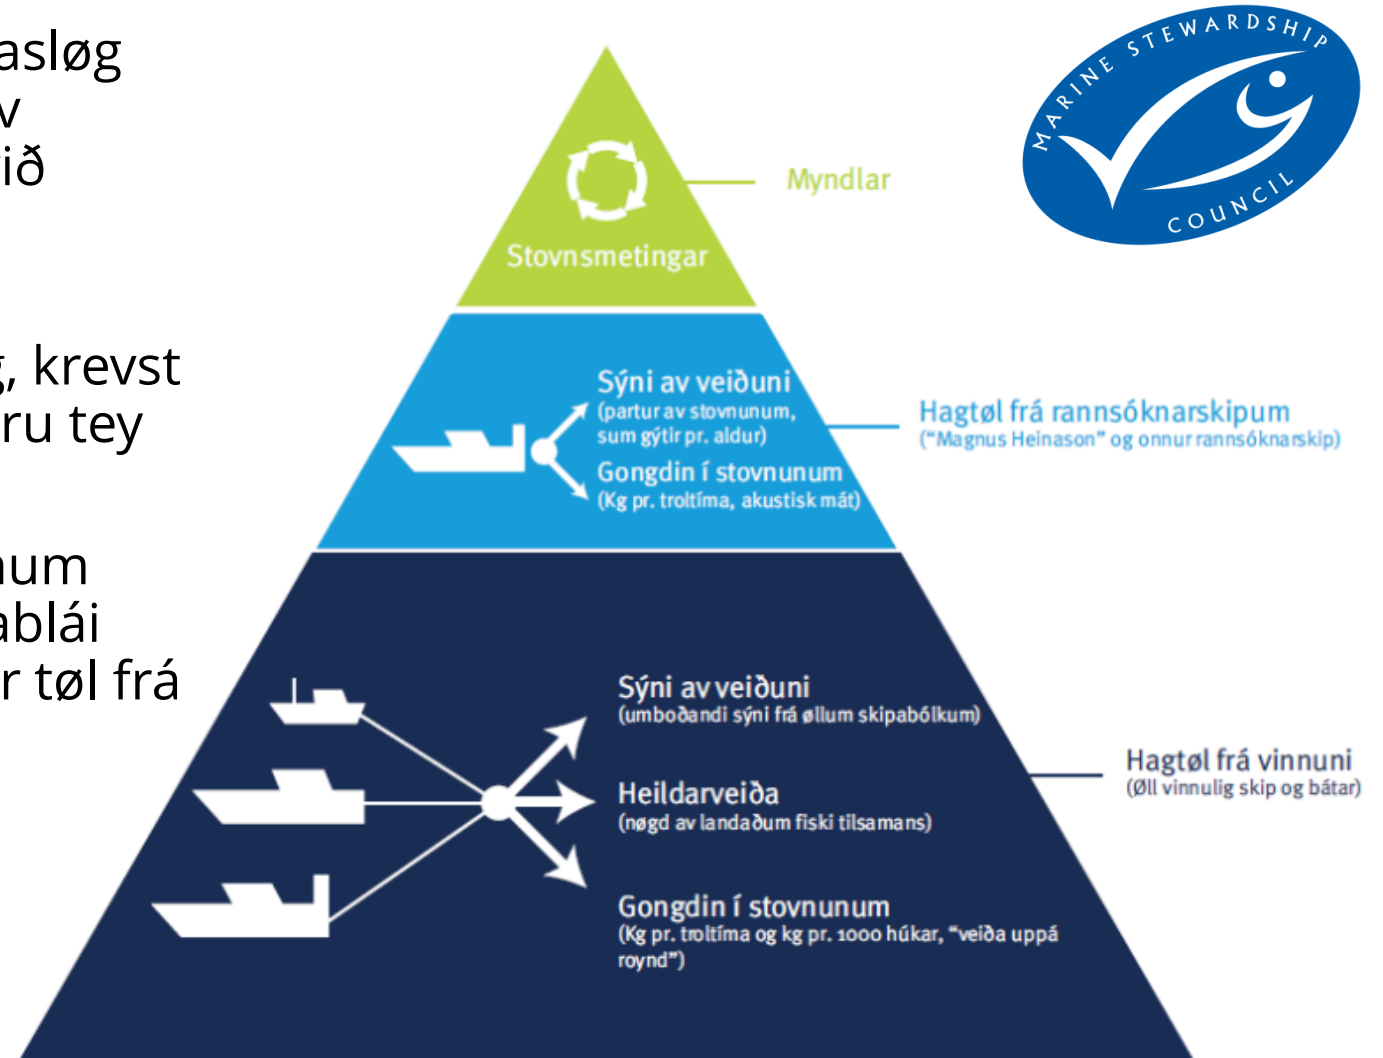 asløg
v
ið
g, krevst
ru tey
num
ablái
r tøl frá
MARINE STEWARDSHIP
COUNCIL
Myndlar
Stovnsmetingar
Sýni av veiðuni
(partur av stovnunum,
sum gýtir pr. aldur)
Gongdin í stovnunum
(Kg pr. troltíma, akustisk mát)
Hagtøl frá rannsóknarskipum
(“Magnus Heinason” og onnur rannsóknarskip)
Sýni av veiðuni
(umboðandi sýni frá øllum skipabólkum)
Heildarveiða
(nøgd av landaðum fiski tilsamans)
Gongdin í stovnunum
(Kg pr. troltíma og kg pr. 1000 húkar, “veiða uppá
roynd”)
Hagtøl frá vinnuni
(Øll vinnulig skip og bátar)